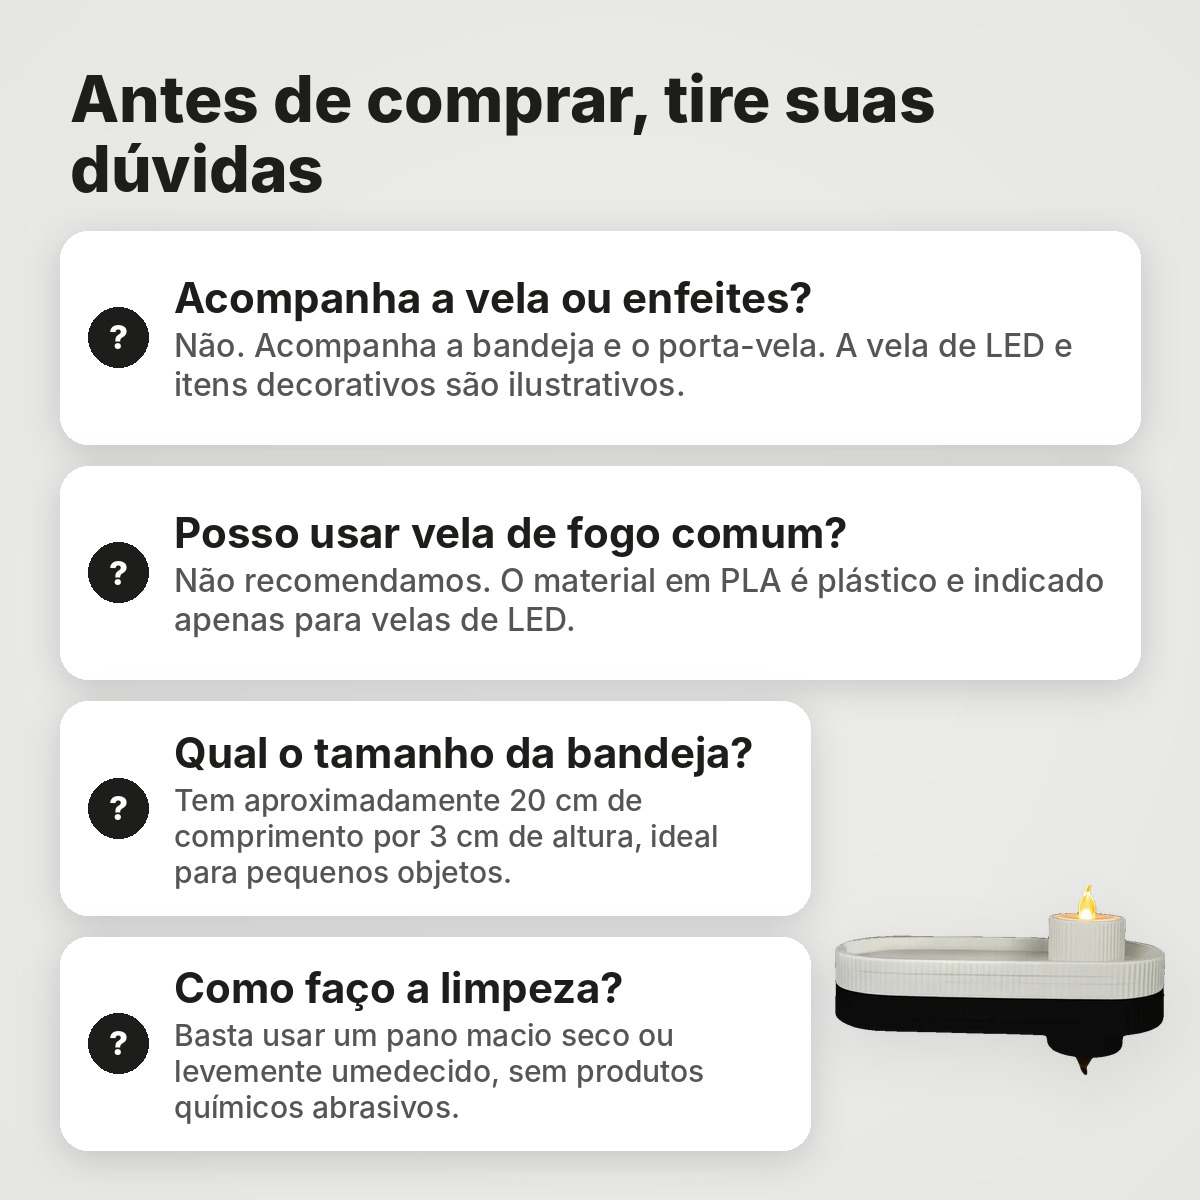 Antes de comprar, tire suas
dúvidas
?
Acompanha a vela ou enfeites?
Não. Acompanha a bandeja e o porta-vela. A vela de LED e
itens decorativos são ilustrativos.
?
Posso usar vela de fogo comum?
Não recomendamos. O material em PLA é plástico e indicado
apenas para velas de LED.
?
Qual o tamanho da bandeja?
Tem aproximadamente 20 cm de
comprimento por 3 cm de altura, ideal
para pequenos objetos.
?
Como faço a limpeza?
Basta usar um pano macio seco ou
levemente umedecido, sem produtos
químicos abrasivos.